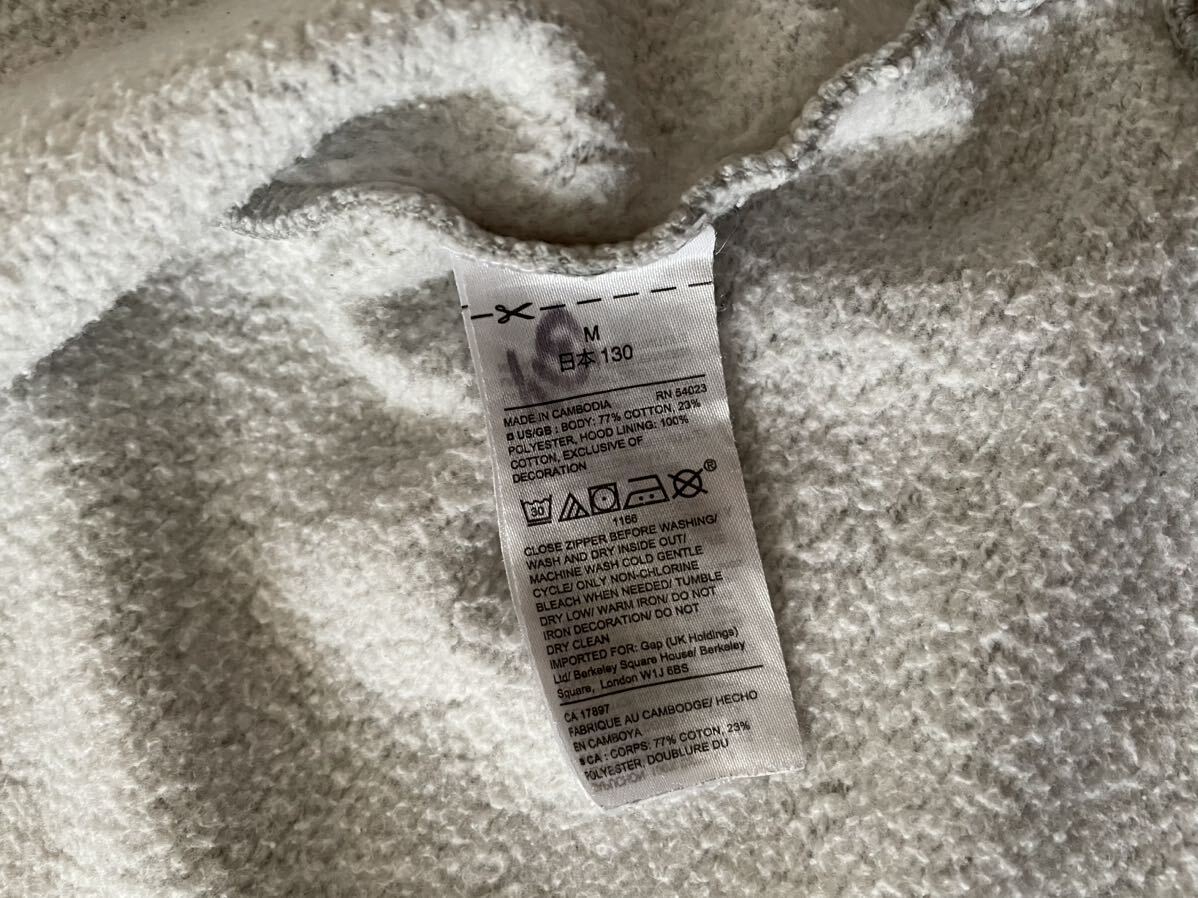 M
日本 130
MADE IN CAMBODIA RN 54023
US/GB : BODY: 77% COTTON, 23%
POLYESTER, HOOD LINING: 100%
COTTON, EXCLUSIVE OF
DECORATION
30
®
1166
CLOSE ZIPPER BEFORE WASHING/
WASH AND DRY INSIDE OUT/
MACHINE WASH COLD GENTLE
CYCLE/ ONLY NON-CHLORINE
BLEACH WHEN NEEDED/ TUMBLE
DRY LOW/ WARM IRON/ DO NOT
IRON DECORATION/ DO NOT
DRY CLEAN
IMPORTED FOR: Gap (UK Holdings)
Ltd/ Berkeley Square House/ Berkeley
Square, London W1J 6BS
CA 17897
FABRIQUE AU CAMBODGE/ HECHO
EN CAMBOYA
CA : CORPS: 77% COTON, 23%
POLYESTER, DOUBLURE DU